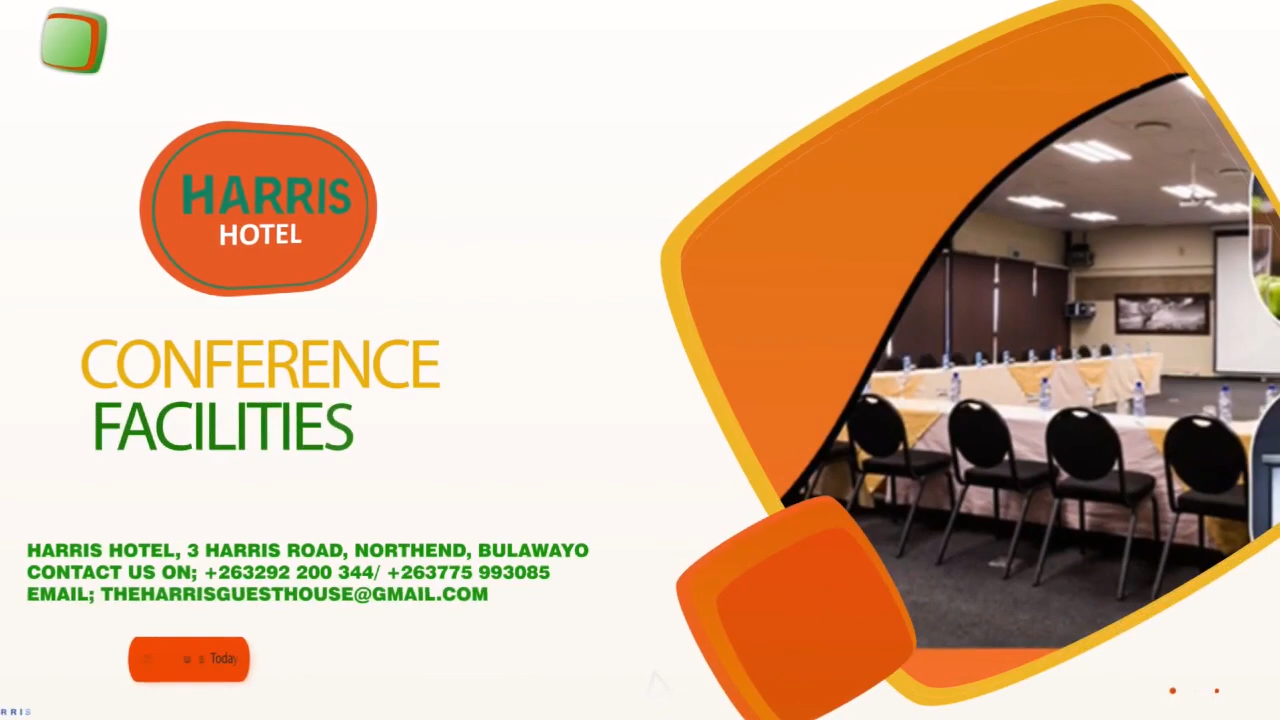 HARRIS
HOTEL
CONFERENCE
FACILITIES
HARRIS HOTEL, 3 HARRIS ROAD, NORTHEND, BULAWAYO
CONTACT US ON; +263292 200 344/ +263775 993085
EMAIL; THEHARRISGUESTHOUSE@GMAIL.COM
Today
RRIS